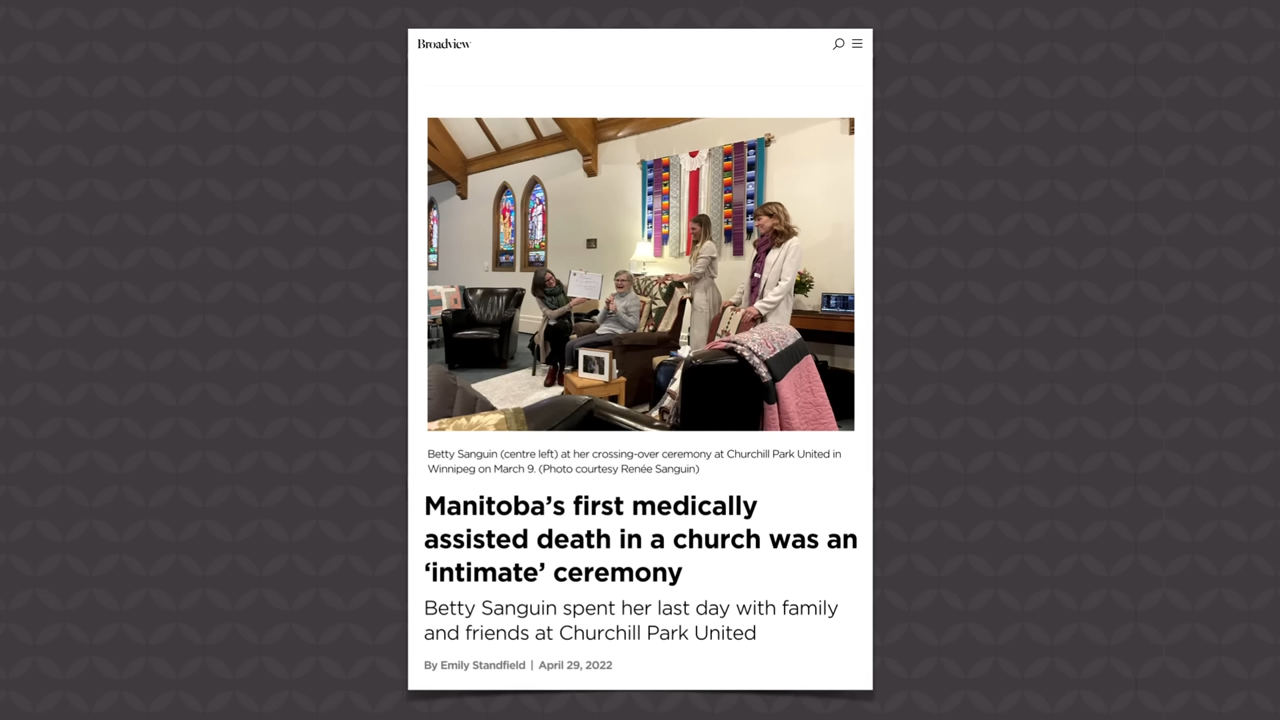 Broadview
Betty Sanguin (centre left) at her crossing-over ceremony at Churchill Park United in
Winnipeg on March 9. (Photo courtesy Renée Sanguin)
Manitoba’s first medically
assisted death in a church was an
‘intimate’ ceremony
Betty Sanguin spent her last day with family
and friends at Churchill Park United
By Emily Standfield | April 29, 2022